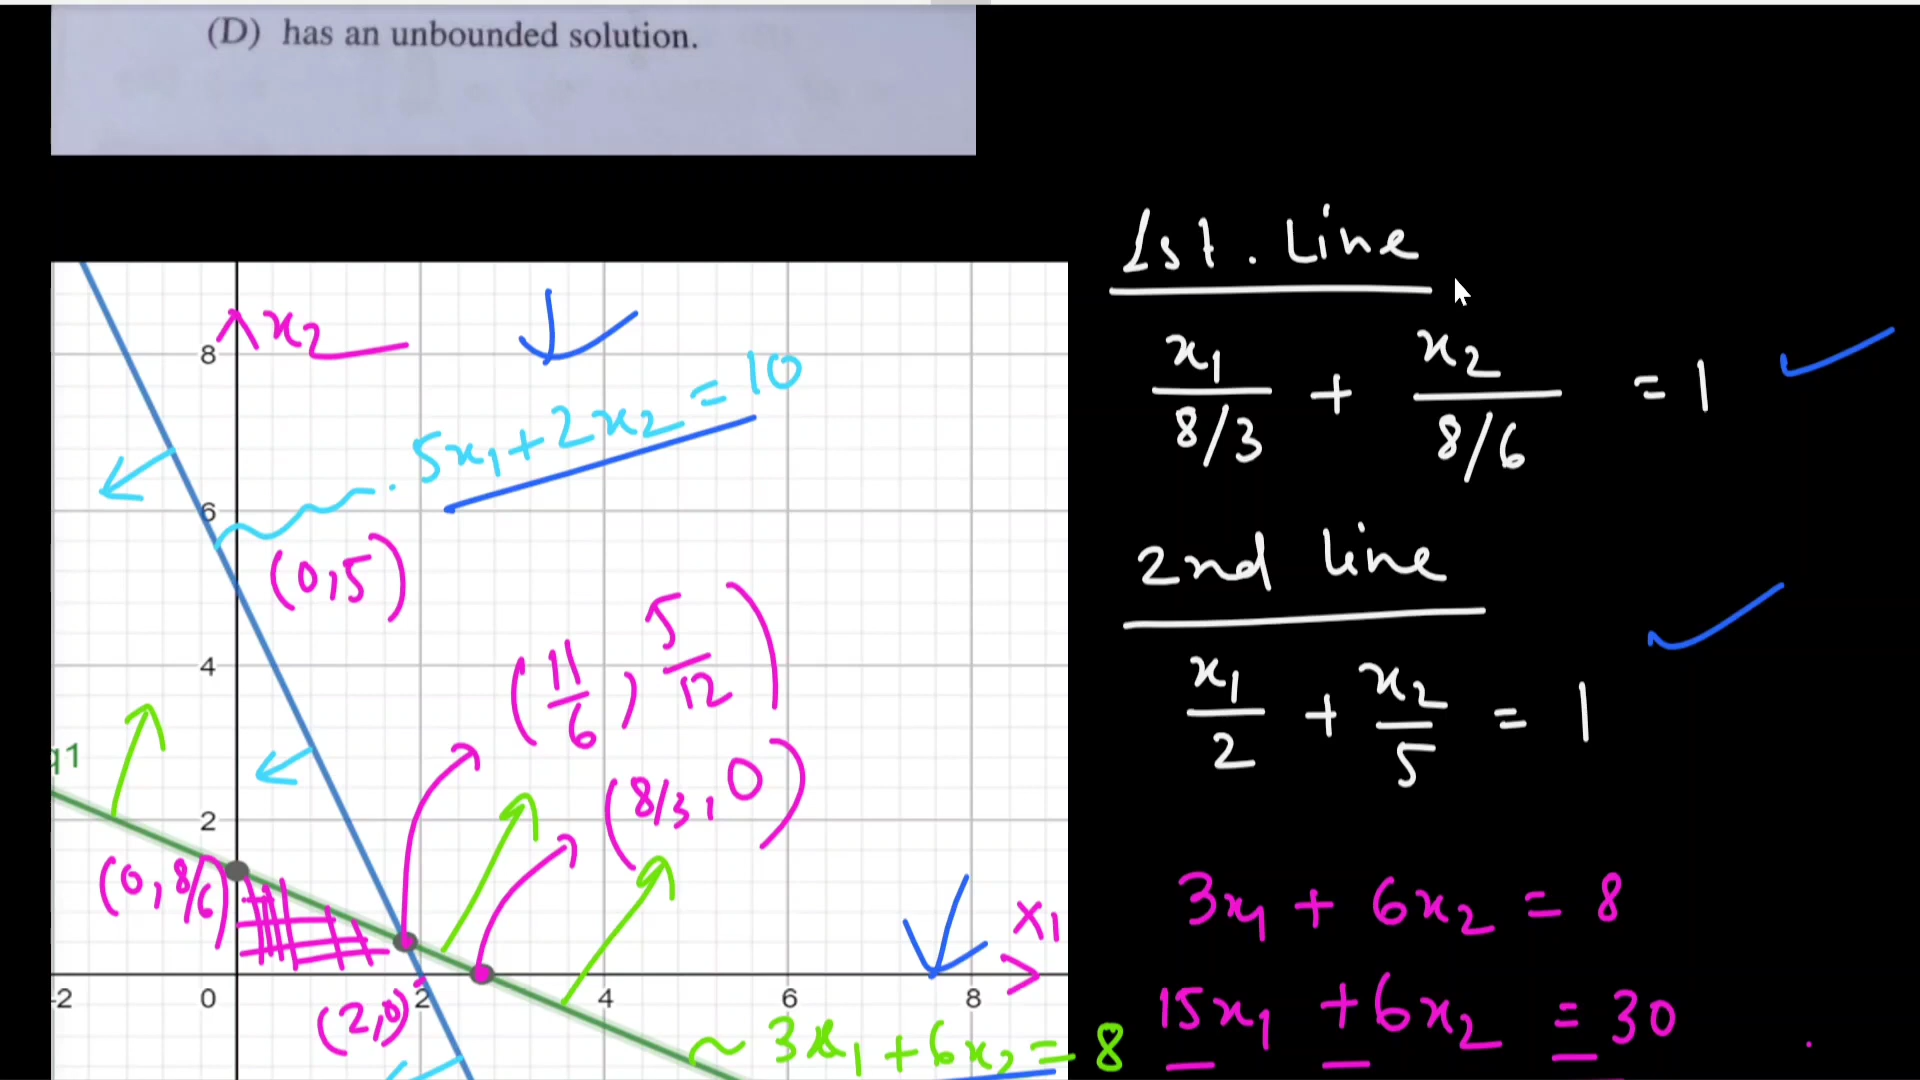 (D) has an unbounded solution.
x2
8
5x1 + 2x2 = 10
6
(0,5)
4
(11/6, 5/12)
(8/3, 0)
q1
2
(0, 8/6)
x1
-2 0 2 4 6 8
(2,0)
3x1 + 6x2 = 8
1st. Line
x1/8/3 + x2/8/6 = 1
2nd line
x1/2 + x2/5 = 1
3x1 + 6x2 = 8
15x1 + 6x2 = 30